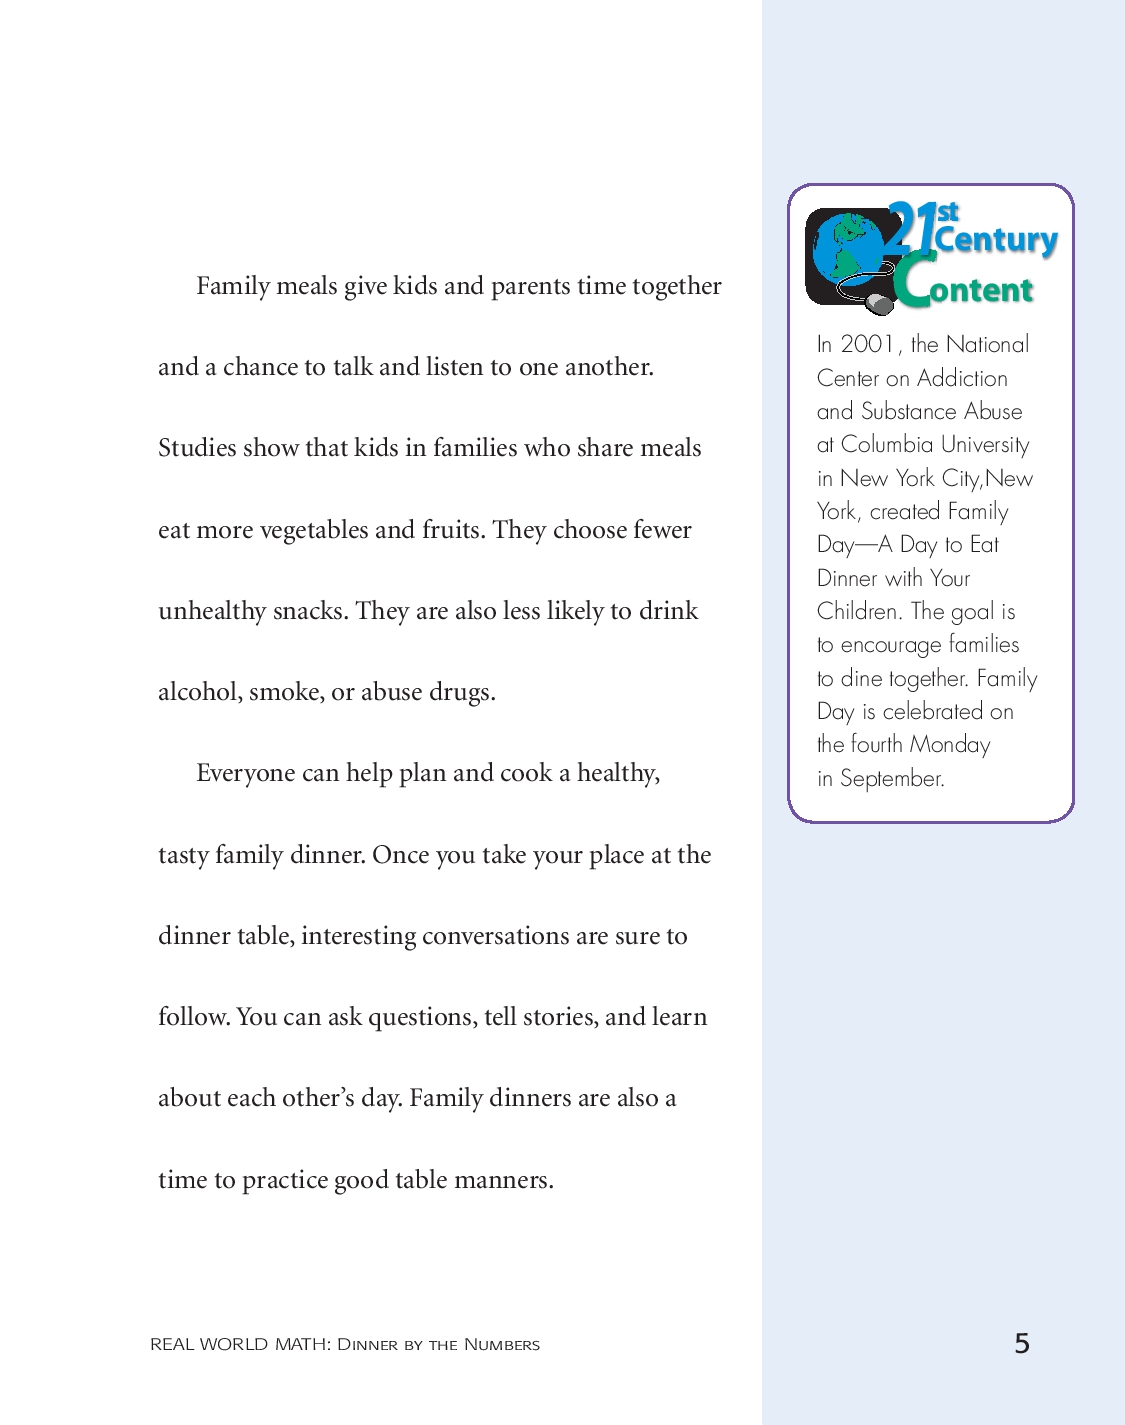 Family meals give kids and parents time together
and a chance to talk and listen to one another.
Studies show that kids in families who share meals
eat more vegetables and fruits. They choose fewer
unhealthy snacks. They are also less likely to drink
alcohol, smoke, or abuse drugs.
Everyone can help plan and cook a healthy,
tasty family dinner. Once you take your place at the
dinner table, interesting conversations are sure to
follow. You can ask questions, tell stories, and learn
about each other’s day. Family dinners are also a
time to practice good table manners.
21st
Century
Content
In 2001, the National
Center on Addiction
and Substance Abuse
at Columbia University
in New York City,New
York, created Family
Day—A Day to Eat
Dinner with Your
Children. The goal is
to encourage families
to dine together. Family
Day is celebrated on
the fourth Monday
in September.
REAL WORLD MATH: Dinner by the Numbers
5